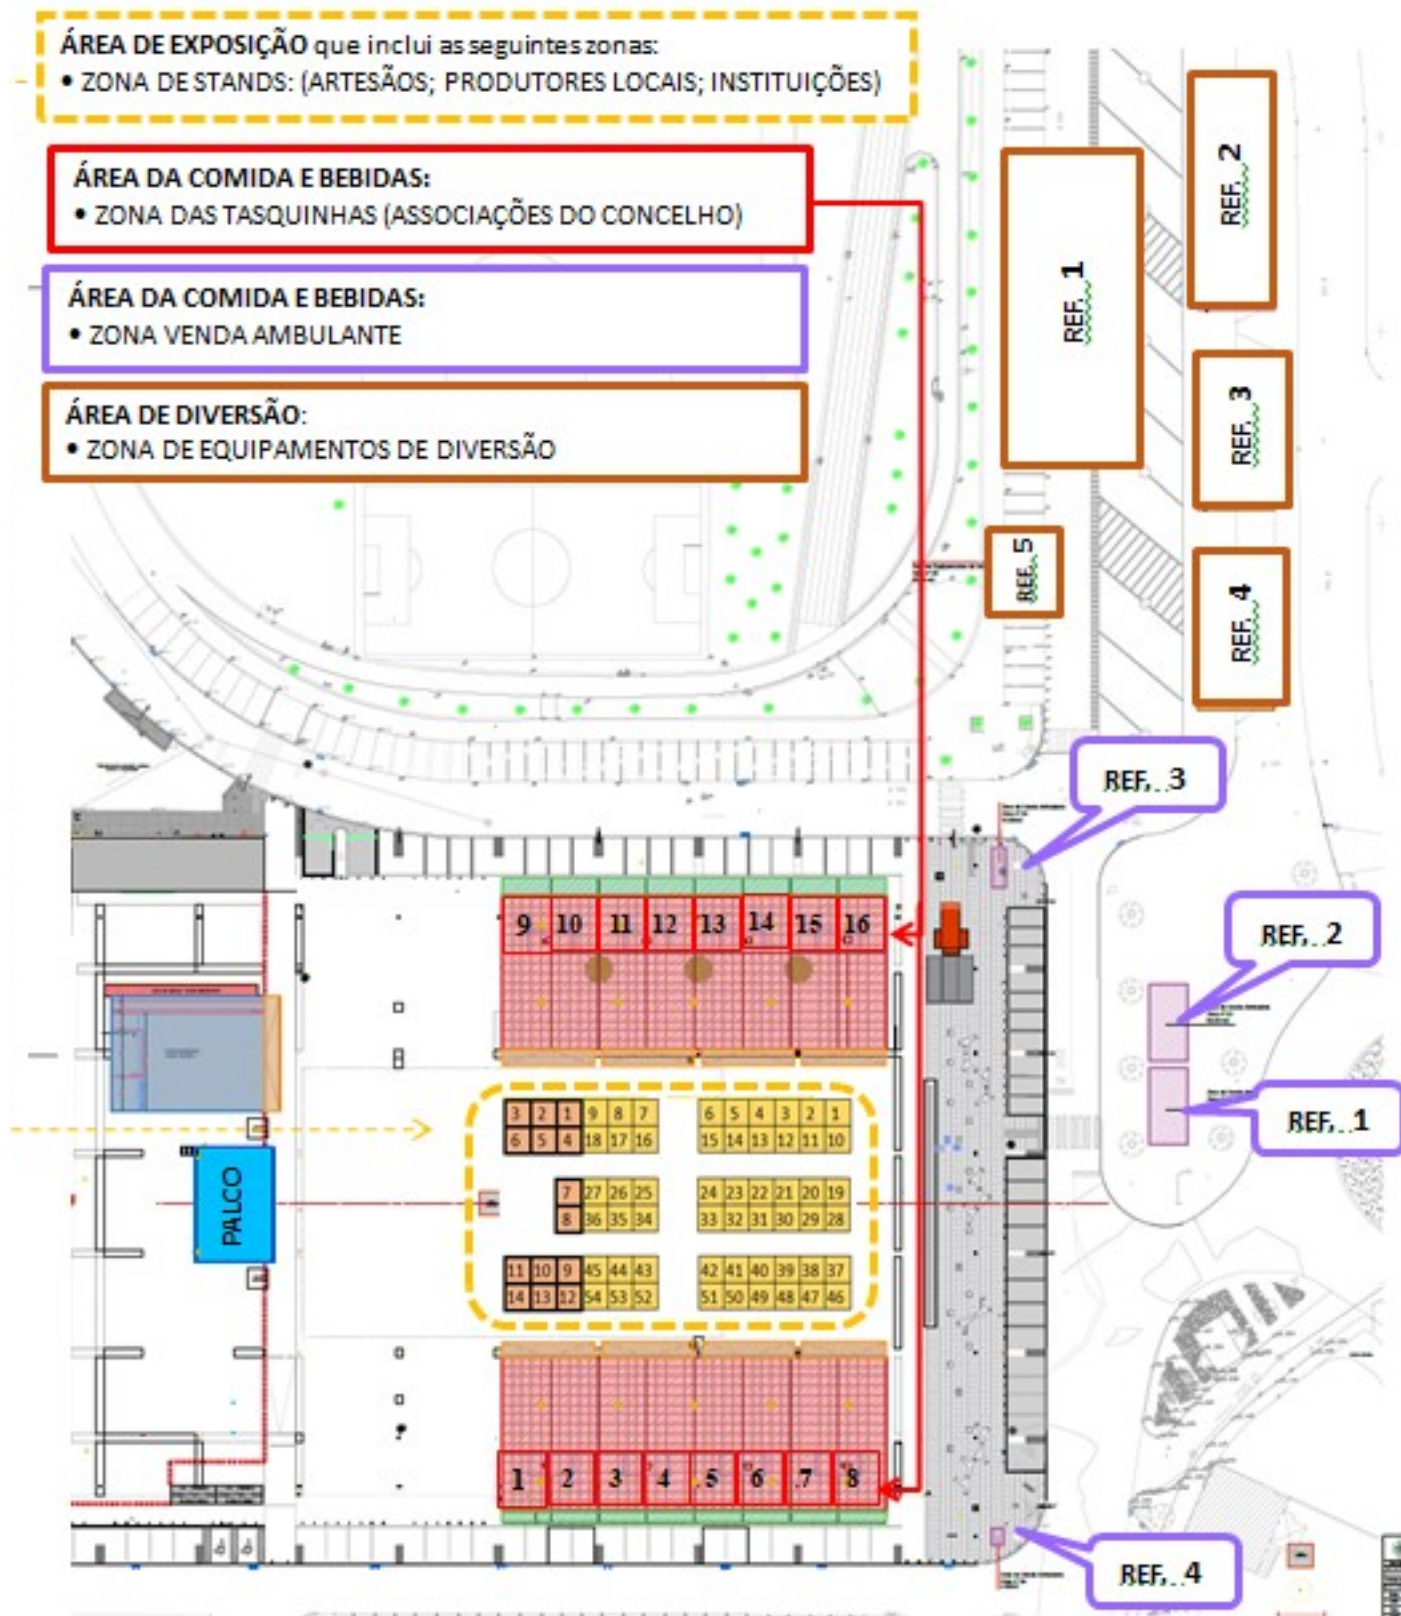 ÁREA DE EXPOSIÇÃO que inclui as seguintes zonas:
• ZONA DE STANDS: (ARTESÃOS; PRODUTORES LOCAIS; INSTITUIÇÕES)
ÁREA DA COMIDA E BEBIDAS:
• ZONA DAS TASQUINHAS (ASSOCIAÇÕES DO CONCELHO)
ÁREA DA COMIDA E BEBIDAS:
• ZONA VENDA AMBULANTE
ÁREA DE DIVERSÃO:
• ZONA DE EQUIPAMENTOS DE DIVERSÃO
REF. 1
REF. 2
REF. 3
REF. 4
REF. 5
REF. 3
REF. 2
REF. 1
9 10 11 12 13 14 15 16
3 2 1 9 8 7 6 5 4 3 2 1
6 5 4 18 17 16 15 14 13 12 11 10
PALCO
7 27 26 25 24 23 22 21 20 19
8 36 35 34 33 32 31 30 29 28
11 10 9 45 44 43 42 41 40 39 38 37
14 13 12 54 53 52 51 50 49 48 47 46
1 2 3 4 5 6 7 8
REF. 4